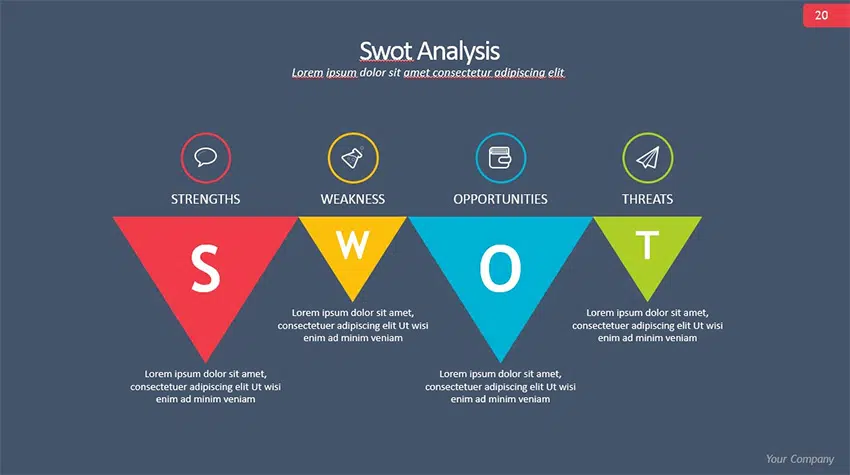 20
Swot Analysis
Lorem ipsum dolor sit amet consectetur adipiscing elit
STRENGTHS
WEAKNESS
OPPORTUNITIES
THREATS
S
W
O
T
Lorem ipsum dolor sit amet,
consectetuer adipiscing elit Ut wisi
enim ad minim veniam
Lorem ipsum dolor sit amet,
consectetuer adipiscing elit Ut wisi
enim ad minim veniam
Lorem ipsum dolor sit amet,
consectetuer adipiscing elit Ut wisi
enim ad minim veniam
Lorem ipsum dolor sit amet,
consectetuer adipiscing elit Ut wisi
enim ad minim veniam
Your Company